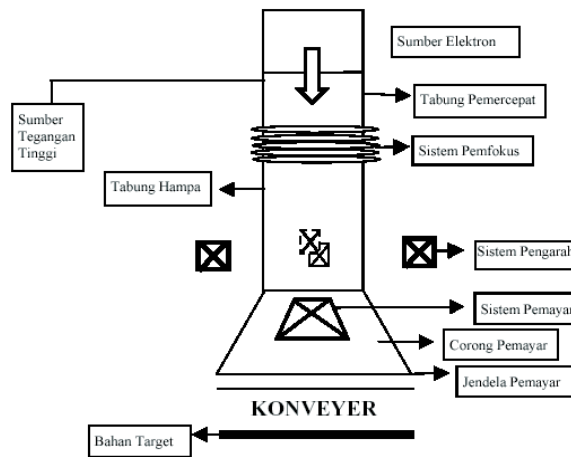 Sumber Elektron
Sumber
Tegangan
Tinggi
Tabung Pemercepat
Sistem Pemfokus
Tabung Hampa
Sistem Pengarah
Sistem Pemayar
Corong Pemayar
Jendela Pemayar
KONVEYER
Bahan Target